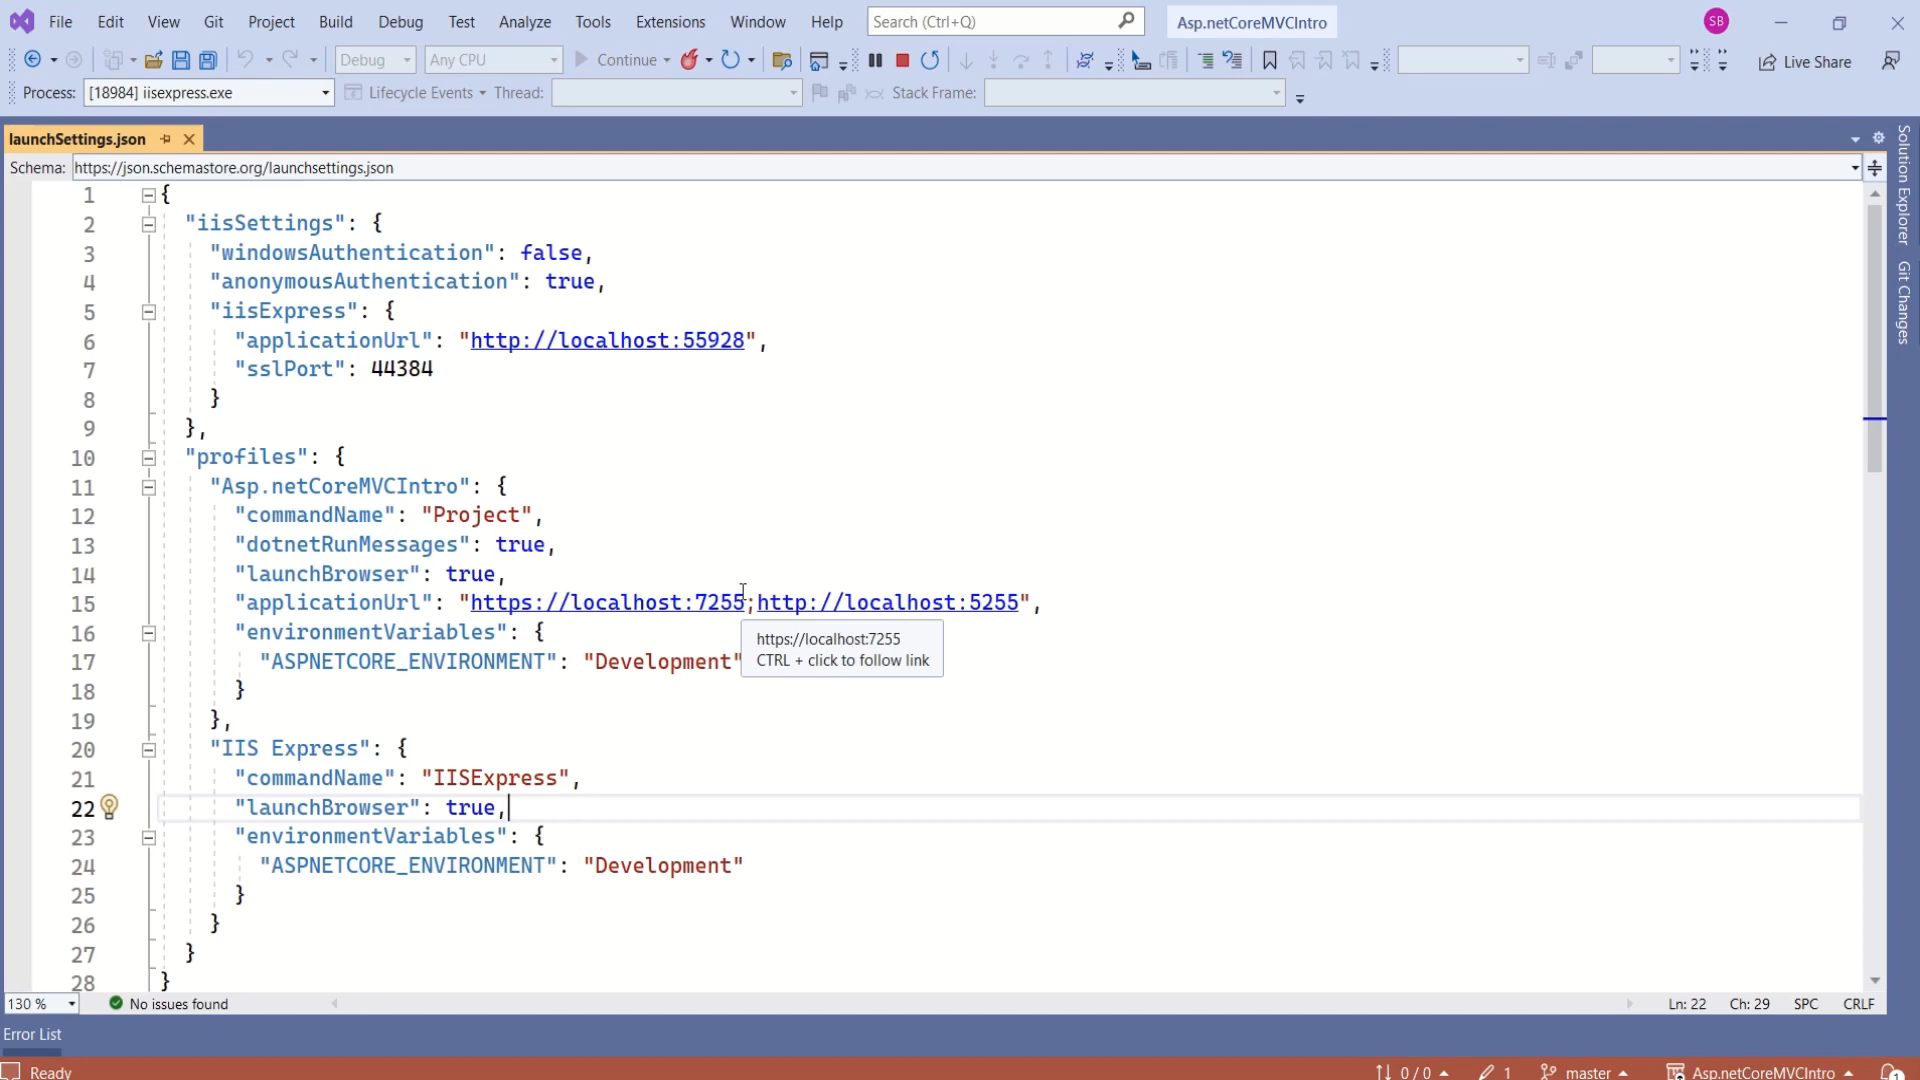 File Edit View Git Project Build Debug Test Analyze Tools Extensions Window Help Search (Ctrl+Q) Asp.netCoreMVCIntro SB
Debug Any CPU Continue Live Share
Process: [18984] iisexpress.exe Lifecycle Events Thread: Stack Frame:
launchSettings.json
Schema: https://json.schemastore.org/launchsettings.json
1 {
2 "iisSettings": {
3 "windowsAuthentication": false,
4 "anonymousAuthentication": true,
5 "iisExpress": {
6 "applicationUrl": "http://localhost:55928",
7 "sslPort": 44384
8 }
9 },
10 "profiles": {
11 "Asp.netCoreMVCIntro": {
12 "commandName": "Project",
13 "dotnetRunMessages": true,
14 "launchBrowser": true,
15 "applicationUrl": "https://localhost:7255;http://localhost:5255",
16 "environmentVariables": {
https://localhost:7255
17 "ASPNETCORE_ENVIRONMENT": "Development"
CTRL + click to follow link
18 }
19 },
20 "IIS Express": {
21 "commandName": "IISExpress",
22 "launchBrowser": true,
23 "environmentVariables": {
24 "ASPNETCORE_ENVIRONMENT": "Development"
25 }
26 }
27 }
28 }
Solution Explorer
Git Changes
130 % No issues found Ln: 22 Ch: 29 SPC CRLF
Error List
Ready 0 / 0 1 master Asp.netCoreMVCIntro 1